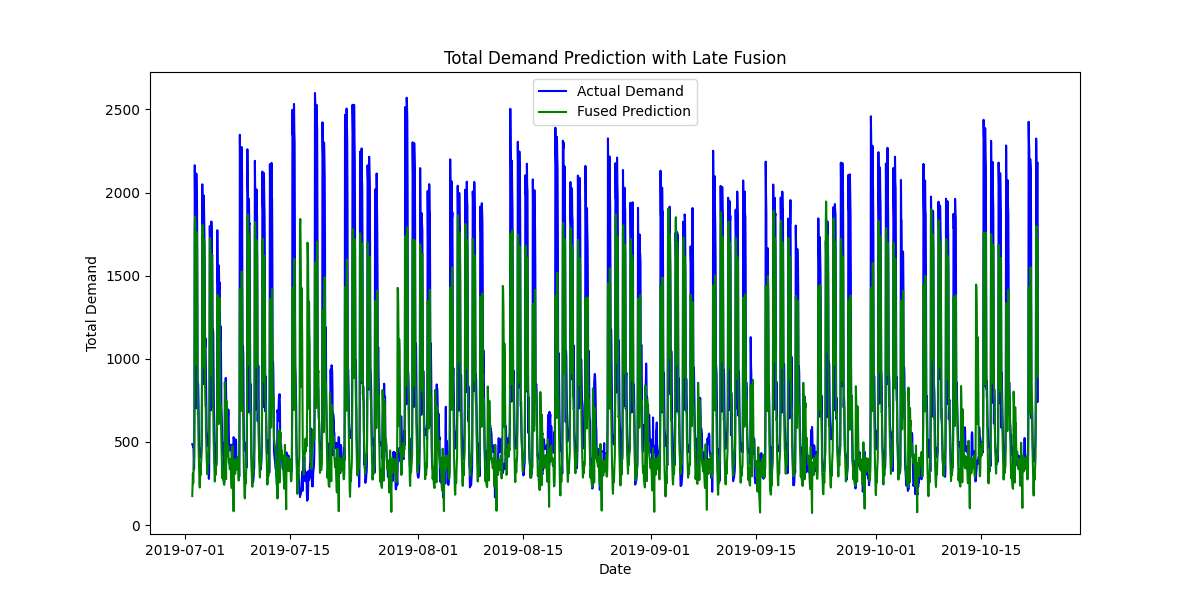 Total Demand Prediction with Late Fusion
Actual Demand
Fused Prediction
Total Demand
2500
2000
1500
1000
500
0
2019-07-01
2019-07-15
2019-08-01
2019-08-15
2019-09-01
2019-09-15
2019-10-01
2019-10-15
Date